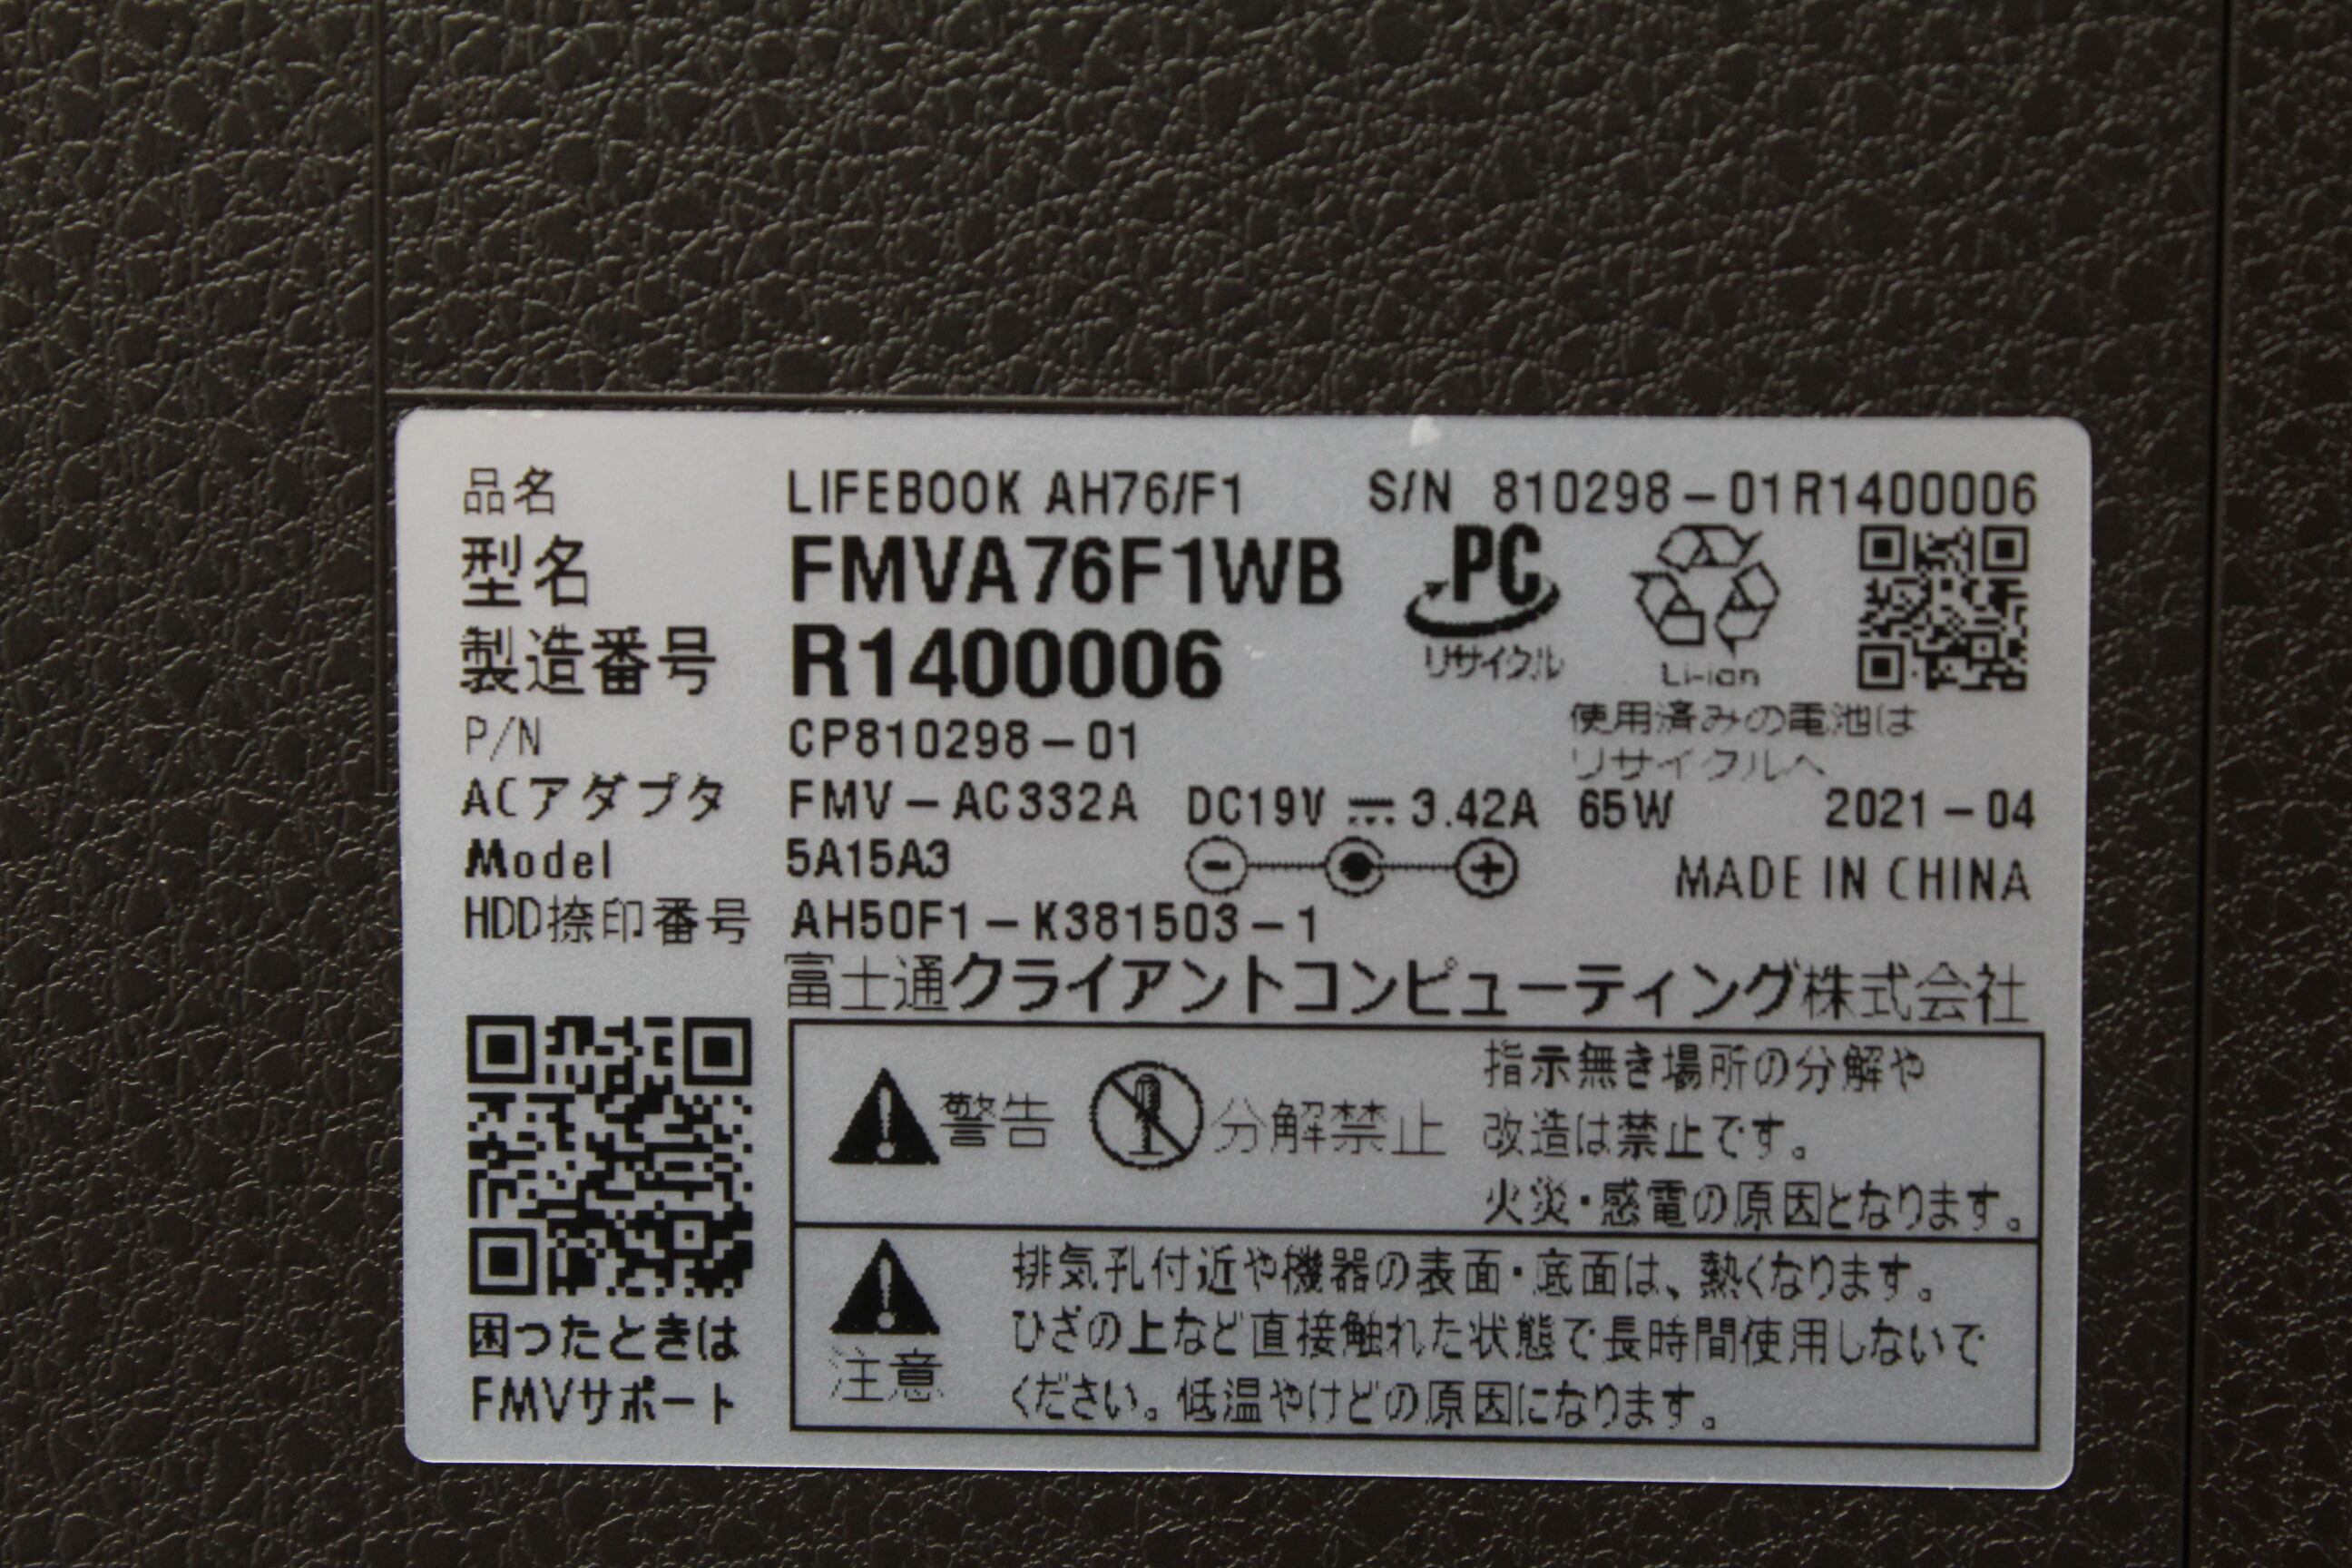 品名 LIFEBOOK AH76/F1 S/N 810298-01R1400006
型名 FMVA76F1WB
製造番号 R1400006
PC
リサイクル
Li-ion
使用済みの電池は
リサイクルへ
P/N CP810298-01
ACアダプタ FMV-AC332A DC19V ⎓ 3.42A 65W 2021-04
Model 5A15A3 MADE IN CHINA
HDD捺印番号 AH50F1-K381503-1
富士通クライアントコンピューティング株式会社
警告 分解禁止
指示無き場所の分解や
改造は禁止です。
火災・感電の原因となります。
注意
排気孔付近や機器の表面・底面は、熱くなります。
ひざの上など直接触れた状態で長時間使用しないで
ください。低温やけどの原因になります。
困ったときは
FMVサポート